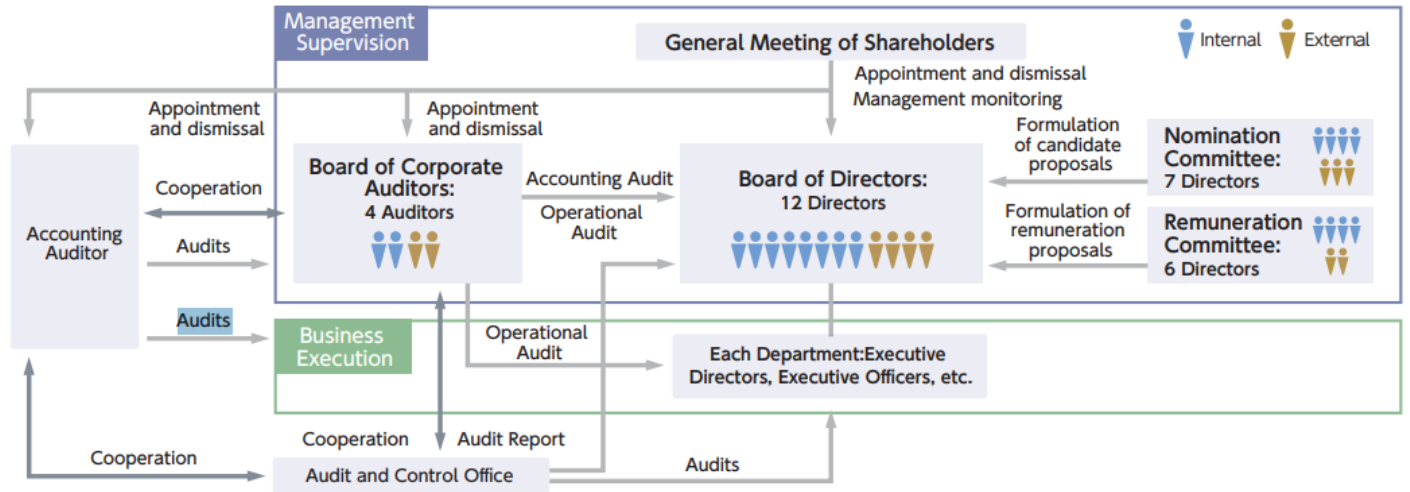 Management
Supervision
General Meeting of Shareholders
Internal
External
Appointment and dismissal
Management monitoring
Appointment
and dismissal
Appointment
and dismissal
Formulation
of candidate
proposals
Nomination
Committee:
7 Directors
Board of Corporate
Auditors:
4 Auditors
Accounting Audit
Operational
Audit
Board of Directors:
12 Directors
Cooperation
Accounting
Auditor
Audits
Formulation of
remuneration
proposals
Remuneration
Committee:
6 Directors
Audits
Business
Execution
Operational
Audit
Each Department:Executive
Directors, Executive Officers, etc.
Cooperation
Audit Report
Cooperation
Audit and Control Office
Audits